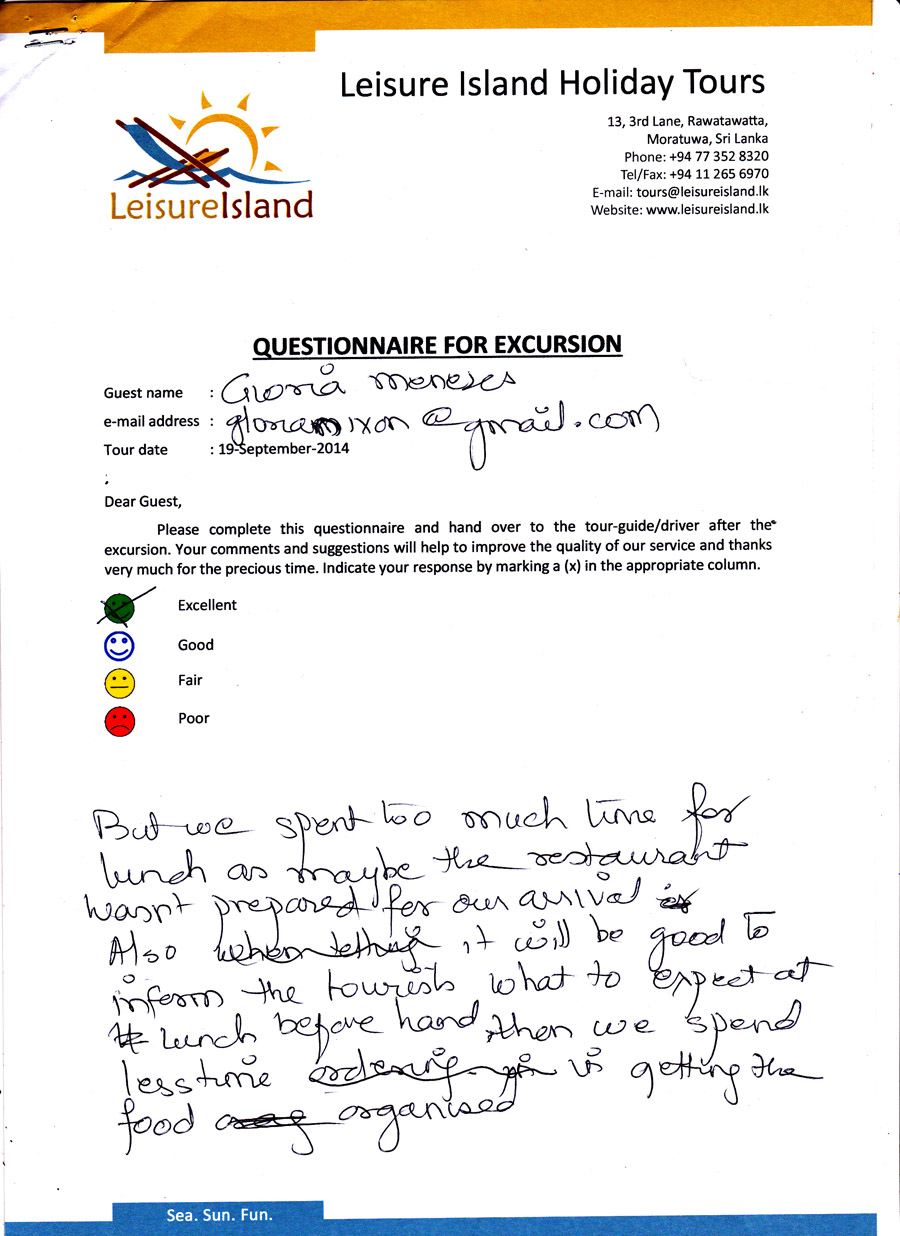 Leisure Island Holiday Tours
13, 3rd Lane, Rawatawatta,
Moratuwa, Sri Lanka
Phone: +94 77 352 8320
Tel/Fax: +94 11 265 6970
E-mail: tours@leisureisland.lk
Website: www.leisureisland.lk
LeisureIsland
QUESTIONNAIRE FOR EXCURSION
Guest name : Gloria Meneses
e-mail address : gloriamixon@gmail.com
Tour date : 19-September-2014
:
Dear Guest,
Please complete this questionnaire and hand over to the tour-guide/driver after the
excursion. Your comments and suggestions will help to improve the quality of our service and thanks
very much for the precious time. Indicate your response by marking a (x) in the appropriate column.
Excellent
Good
Fair
Poor
But we spent too much time for
lunch as maybe the restaurant
wasn't prepared for our arrival
Also it will be good to
inform the tourists what to expect at
lunch before hand, then we spend
less time in getting the
food organised
Sea. Sun. Fun.